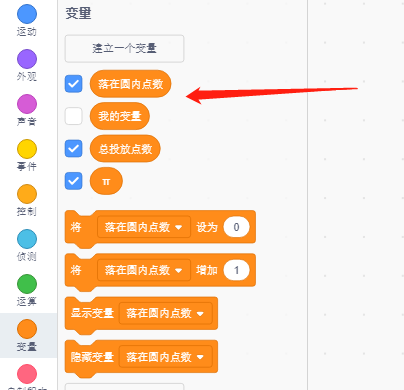 变量
运动
建立一个变量
外观
落在圆内点数
声音
我的变量
事件
总投放点数
控制
π
侦测
将 落在圆内点数 设为 0
运算
将 落在圆内点数 增加 1
变量
显示变量 落在圆内点数
隐藏变量 落在圆内点数